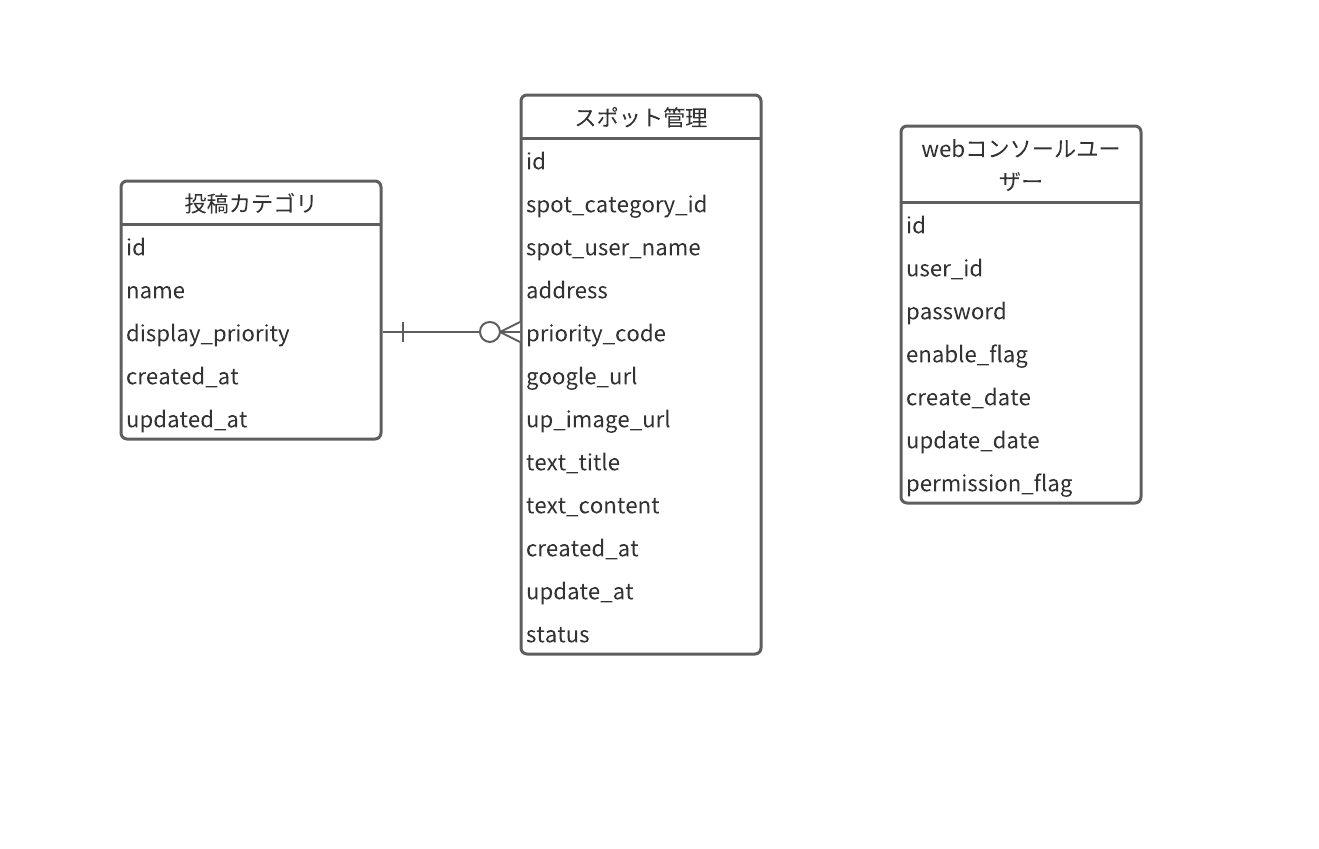 投稿カテゴリ
id
name
display_priority
created_at
updated_at
スポット管理
id
spot_category_id
spot_user_name
address
priority_code
google_url
up_image_url
text_title
text_content
created_at
update_at
status
webコンソールユー
ザー
id
user_id
password
enable_flag
create_date
update_date
permission_flag